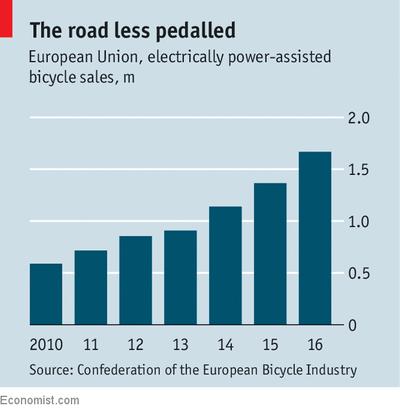 The road less pedalled
European Union, electrically power-assisted
bicycle sales, m
2.0
1.5
1.0
0.5
0
2010 11 12 13 14 15 16
Source: Confederation of the European Bicycle Industry
Economist.com